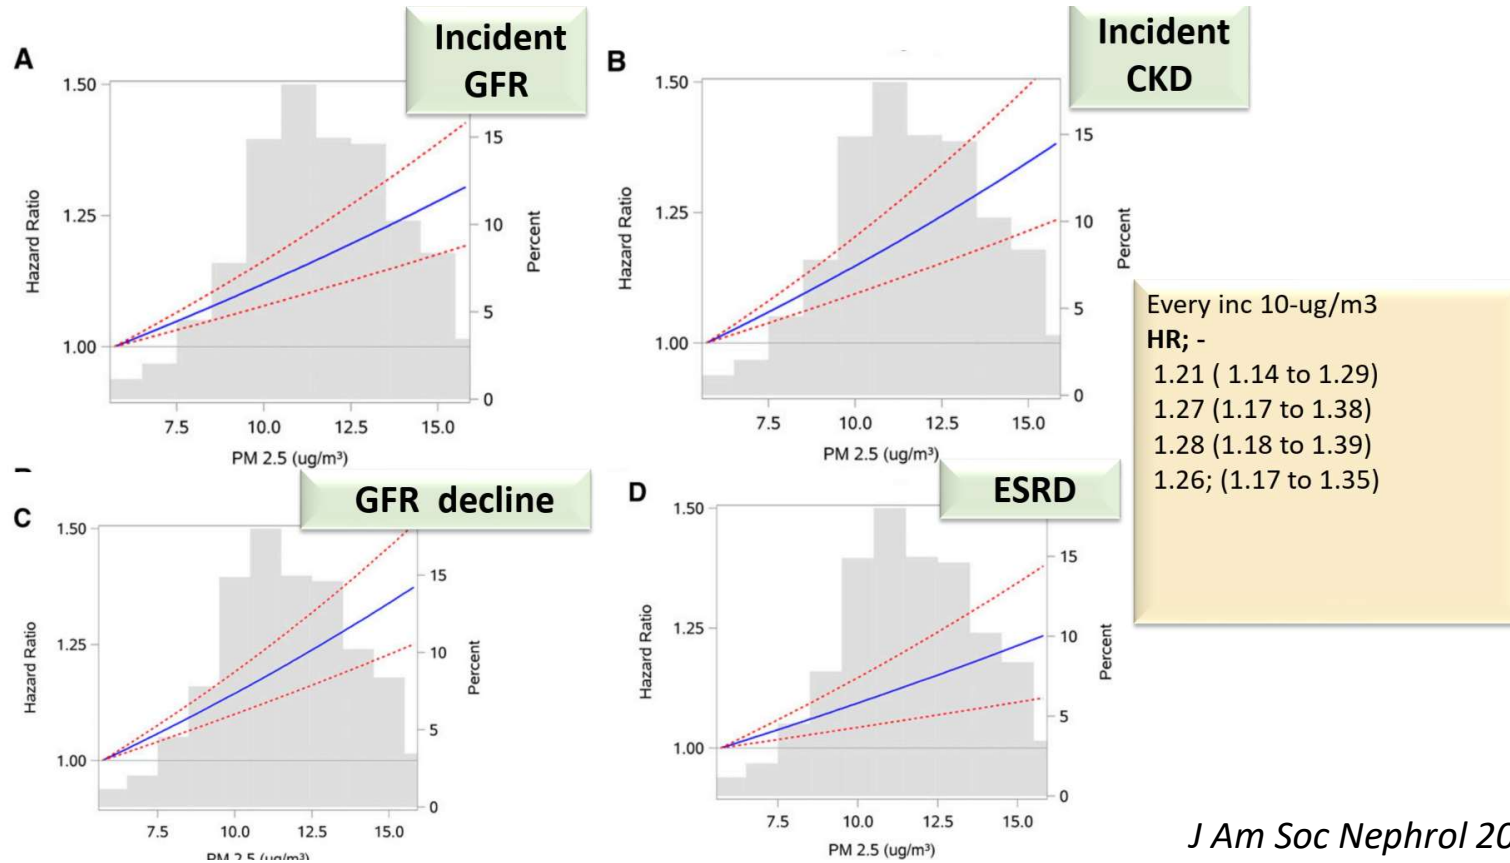 A
Incident
GFR
1.50
1.25
1.00
Hazard Ratio
15
10
5
0
Percent
7.5 10.0 12.5 15.0
PM 2.5 (ug/m³)
B
Incident
CKD
1.50
1.25
1.00
Hazard Ratio
15
10
5
0
Percent
7.5 10.0 12.5 15.0
PM 2.5 (ug/m³)
Every inc 10-ug/m3
HR; -
1.21 ( 1.14 to 1.29)
1.27 (1.17 to 1.38)
1.28 (1.18 to 1.39)
1.26; (1.17 to 1.35)
C
GFR decline
1.50
1.25
1.00
Hazard Ratio
15
10
5
0
Percent
7.5 10.0 12.5 15.0
PM 2.5 (ug/m³)
D
ESRD
1.50
1.25
1.00
Hazard Ratio
15
10
5
0
Percent
7.5 10.0 12.5 15.0
PM 2.5 (ug/m³)
J Am Soc Nephrol 20